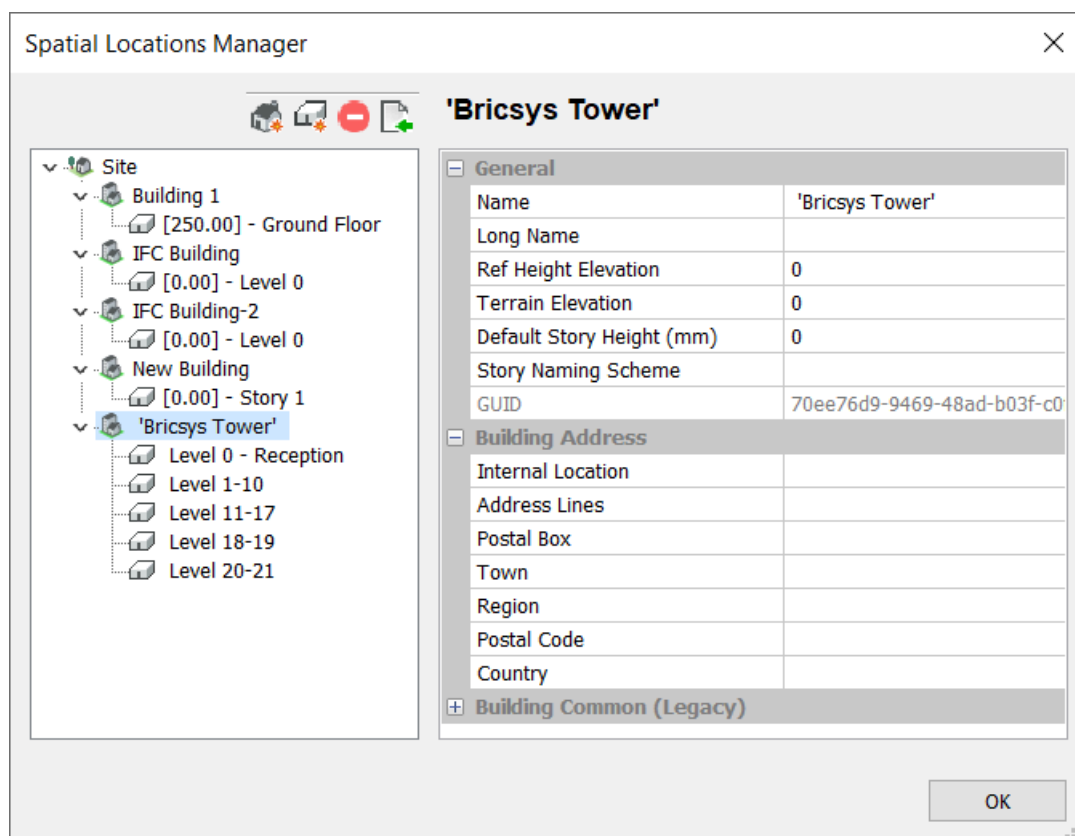 Spatial Locations Manager
'Bricsys Tower'
Site
Building 1
[250.00] - Ground Floor
IFC Building
[0.00] - Level 0
IFC Building-2
[0.00] - Level 0
New Building
[0.00] - Story 1
'Bricsys Tower'
Level 0 - Reception
Level 1-10
Level 11-17
Level 18-19
Level 20-21
General
Name 'Bricsys Tower'
Long Name
Ref Height Elevation 0
Terrain Elevation 0
Default Story Height (mm) 0
Story Naming Scheme
GUID 70ee76d9-9469-48ad-b03f-c0
Building Address
Internal Location
Address Lines
Postal Box
Town
Region
Postal Code
Country
Building Common (Legacy)
OK